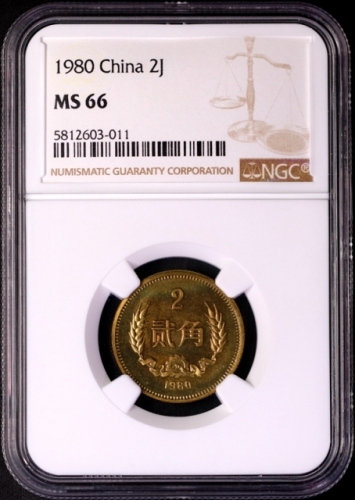 1980 China 2J
MS 66
5812603-011
NUMISMATIC GUARANTY CORPORATION
NGC®
2
贰角
1980